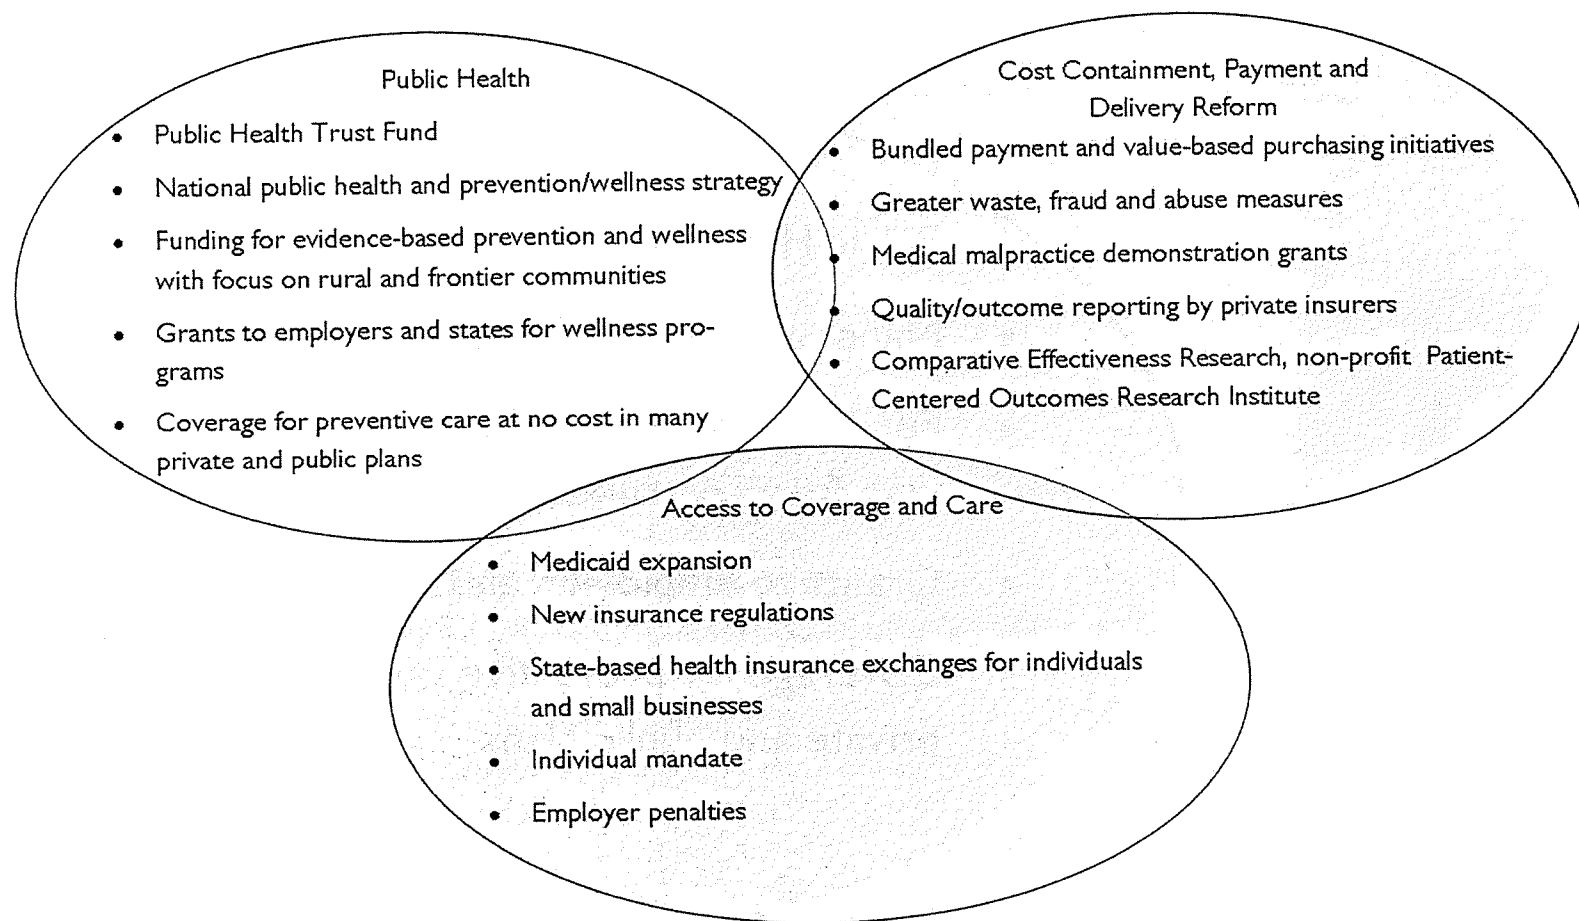 Public Health
• Public Health Trust Fund
• National public health and prevention/wellness strategy
• Funding for evidence-based prevention and wellness
with focus on rural and frontier communities
• Grants to employers and states for wellness pro-
grams
• Coverage for preventive care at no cost in many
private and public plans
Cost Containment, Payment and
Delivery Reform
• Bundled payment and value-based purchasing initiatives
• Greater waste, fraud and abuse measures
• Medical malpractice demonstration grants
• Quality/outcome reporting by private insurers
• Comparative Effectiveness Research, non-profit Patient-
Centered Outcomes Research Institute
Access to Coverage and Care
• Medicaid expansion
• New insurance regulations
• State-based health insurance exchanges for individuals
and small businesses
• Individual mandate
• Employer penalties